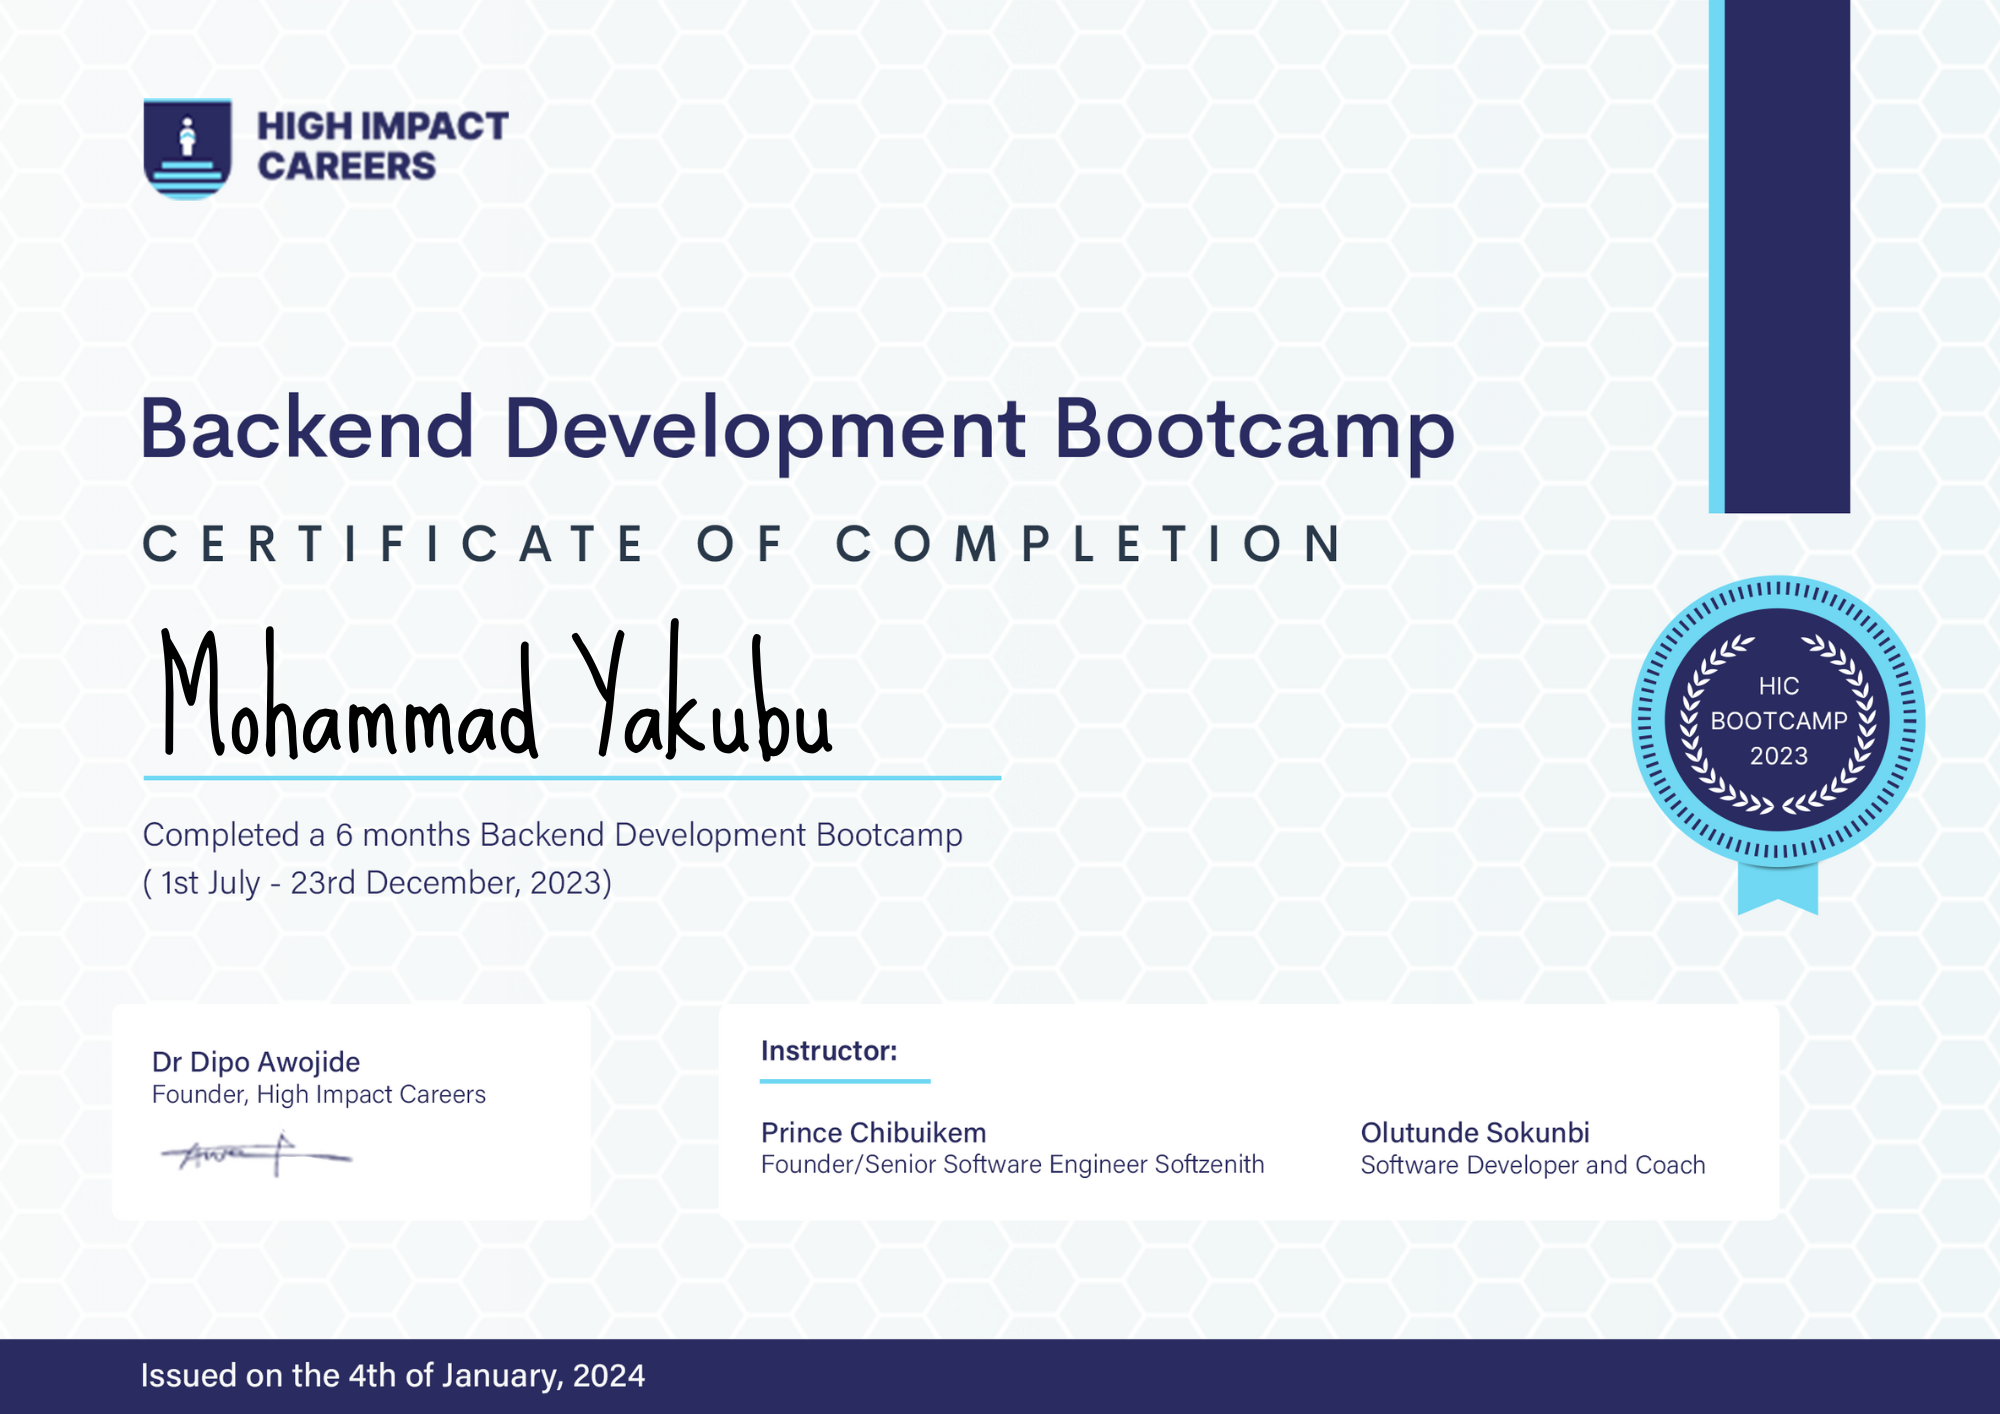 HIGH IMPACT
CAREERS
Backend Development Bootcamp
CERTIFICATE OF COMPLETION
Mohammad Yakubu
Completed a 6 months Backend Development Bootcamp
( 1st July - 23rd December, 2023)
HIC
BOOTCAMP
2023
Dr Dipo Awojide
Founder, High Impact Careers
Instructor:
Prince Chibuikem
Founder/Senior Software Engineer Softzenith
Olutunde Sokunbi
Software Developer and Coach
Issued on the 4th of January, 2024